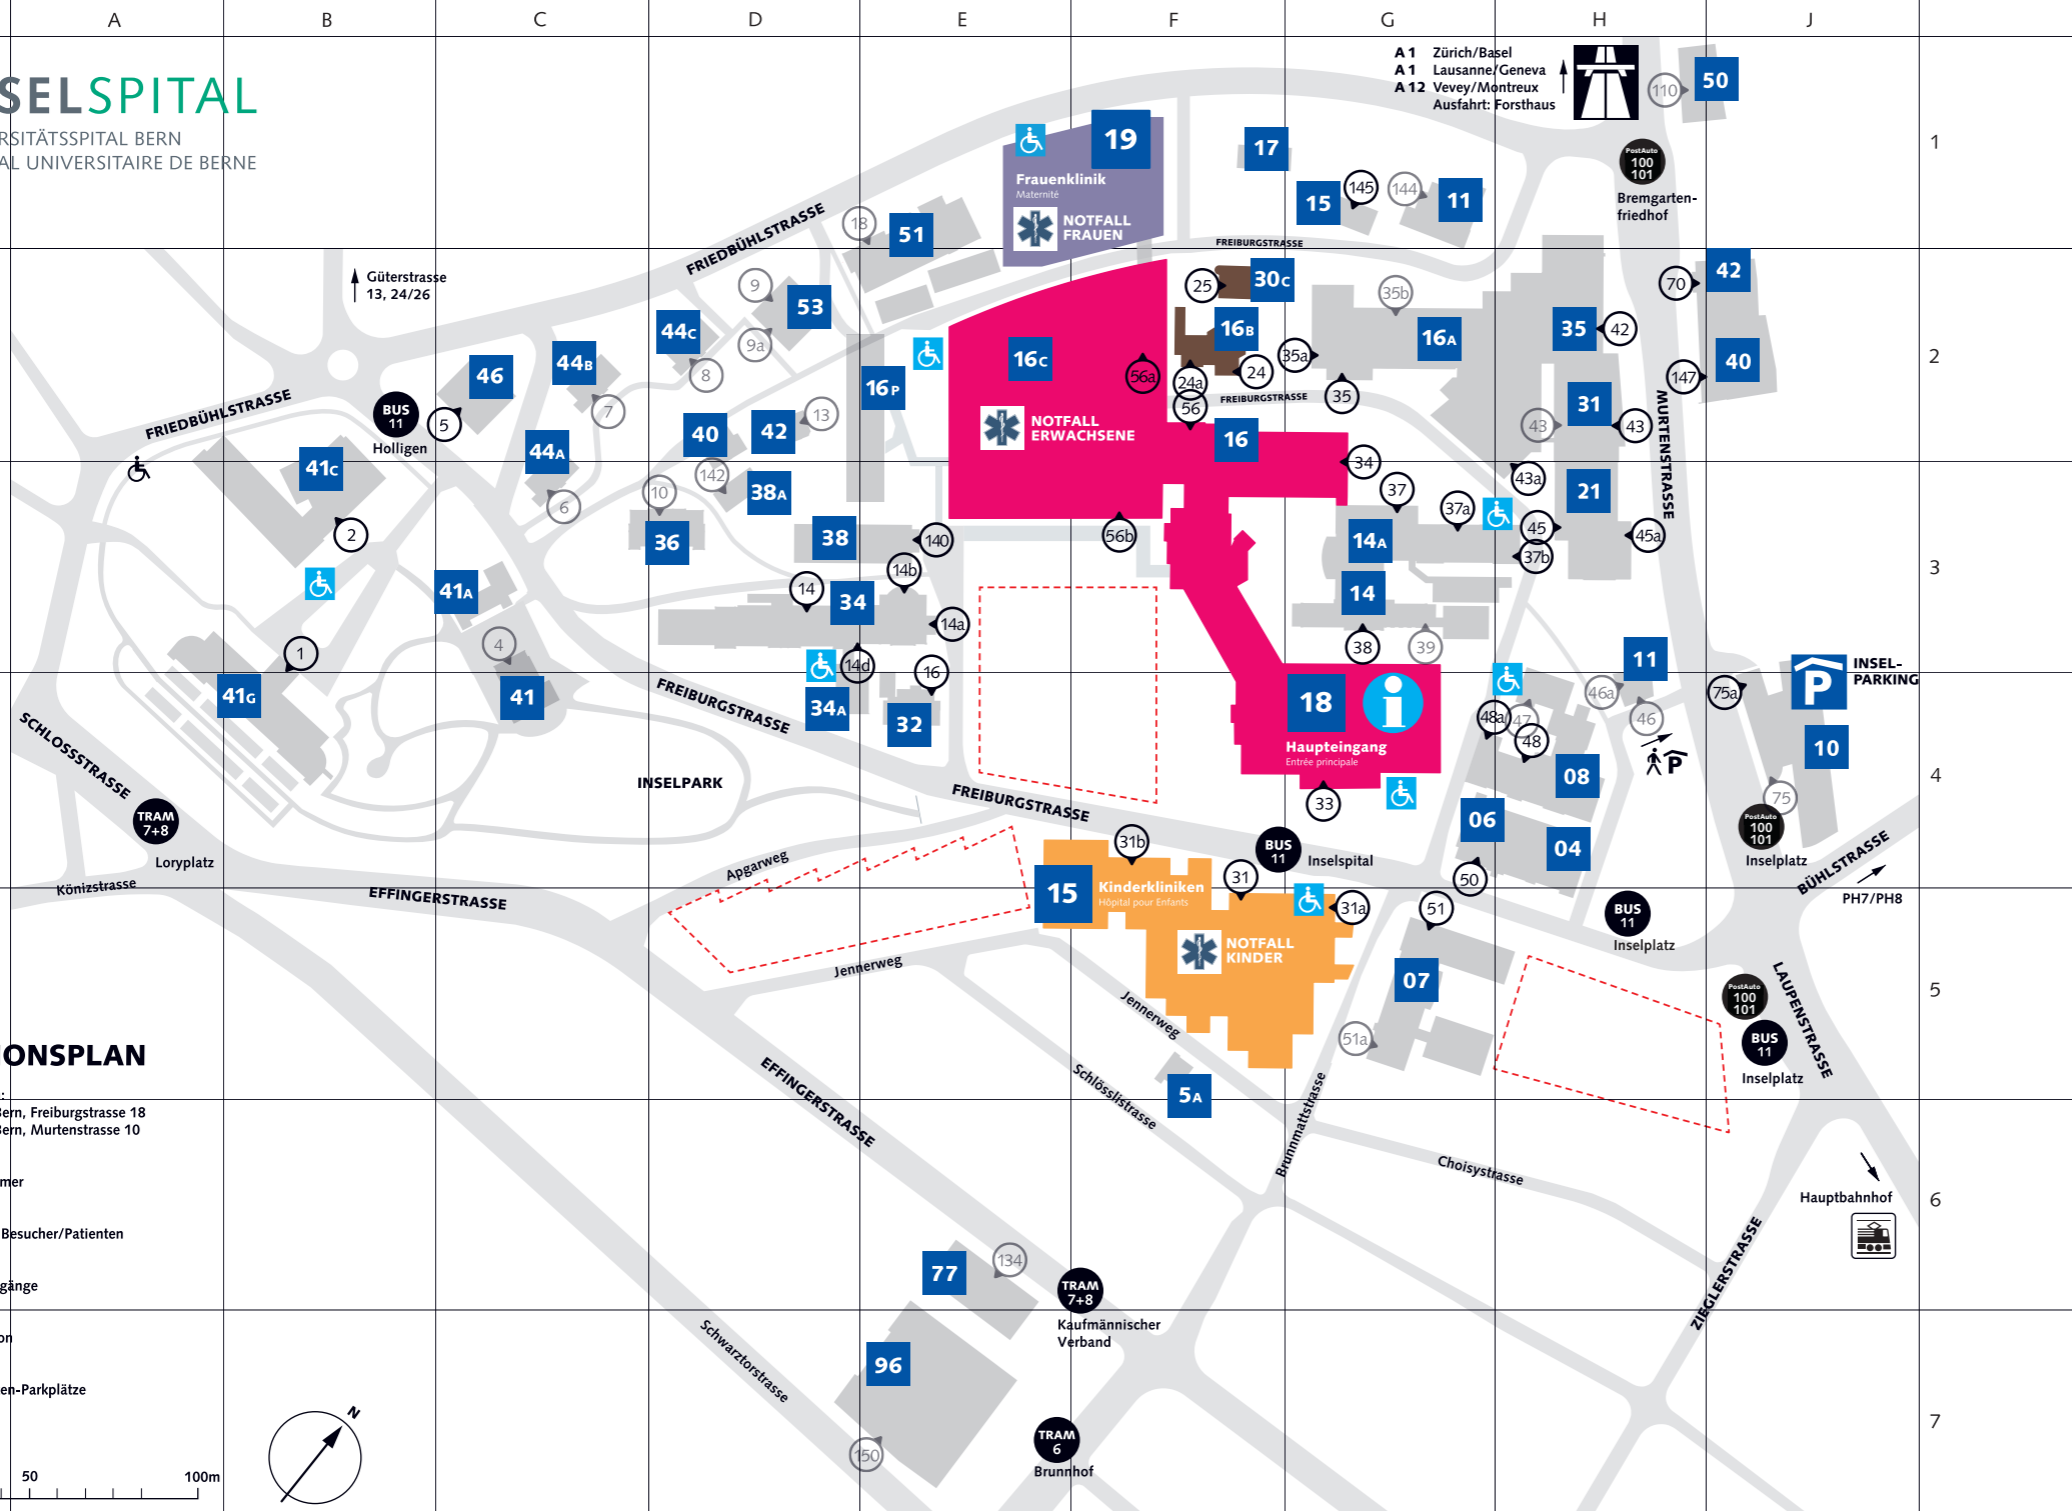 A B C D E F G H J
SELSPITAL
RSITÄTSSPITAL BERN
AL UNIVERSITAIRE DE BERNE
A 1 Zürich/Basel
A 1 Lausanne/Geneva
A 12 Vevey/Montreux
Ausfahrt: Forsthaus
110
50
1
19
Frauenklinik
Maternité
NOTFALL
FRAUEN
17
15
145
144
11
PostAuto
100
101
Bremgarten-
friedhof
FRIEDBÜHLSTRASSE
18
51
FREIBURGSTRASSE
Güterstrasse
13, 24/26
9
53
44C
9a
8
25
30C
35b
70
42
16B
16A
35
42
46
44B
7
16P
16C
56a
24a
24
35a
40
147
2
FRIEDBÜHLSTRASSE
BUS
11
Holligen
5
56
FREIBURGSTRASSE
35
31
MURTENSTRASSE
NOTFALL
ERWACHSENE
40
42
13
16
43
43
44A
41C
142
38A
10
6
34
37
43a
21
37a
2
36
38
140
56b
14A
45
45a
37b
3
14b
41A
14
34
14a
14
4
1
14d
16
38
39
11
INSEL-
PARKING
P
41G
41
FREIBURGSTRASSE
34A
32
18
i
Haupteingang
Entrée principale
46a
75a
48a
47
46
48
P
10
SCHLOSSSTRASSE
INSELPARK
08
4
FREIBURGSTRASSE
33
75
TRAM
7+8
Loryplatz
06
04
PostAuto
100
101
Inselplatz
BÜHLSTRASSE
PH7/PH8
Apgarweg
31b
BUS
11
Inselspital
Könizstrasse
EFFINGERSTRASSE
15
Kinderkliniken
Hôpital pour Enfants
31
31a
50
51
BUS
11
Inselplatz
NOTFALL
KINDER
Jennerweg
07
Jennerweg
PostAuto
100
101
LAUPENSTRASSE
5
51a
BUS
11
Inselplatz
ONSPLAN
:
Bern, Freiburgstrasse 18
Bern, Murtenstrasse 10
EFFINGERSTRASSE
Schlösslistrasse
5A
Brunnmattstrasse
Choisystrasse
mer
Hauptbahnhof
6
Besucher/Patienten
gänge
77
134
TRAM
7+8
Kaufmännischer
Verband
ZIEGLERSTRASSE
on
Schwarztorstrasse
96
en-Parkplätze
N
150
TRAM
6
Brunnhof
7
50 100m